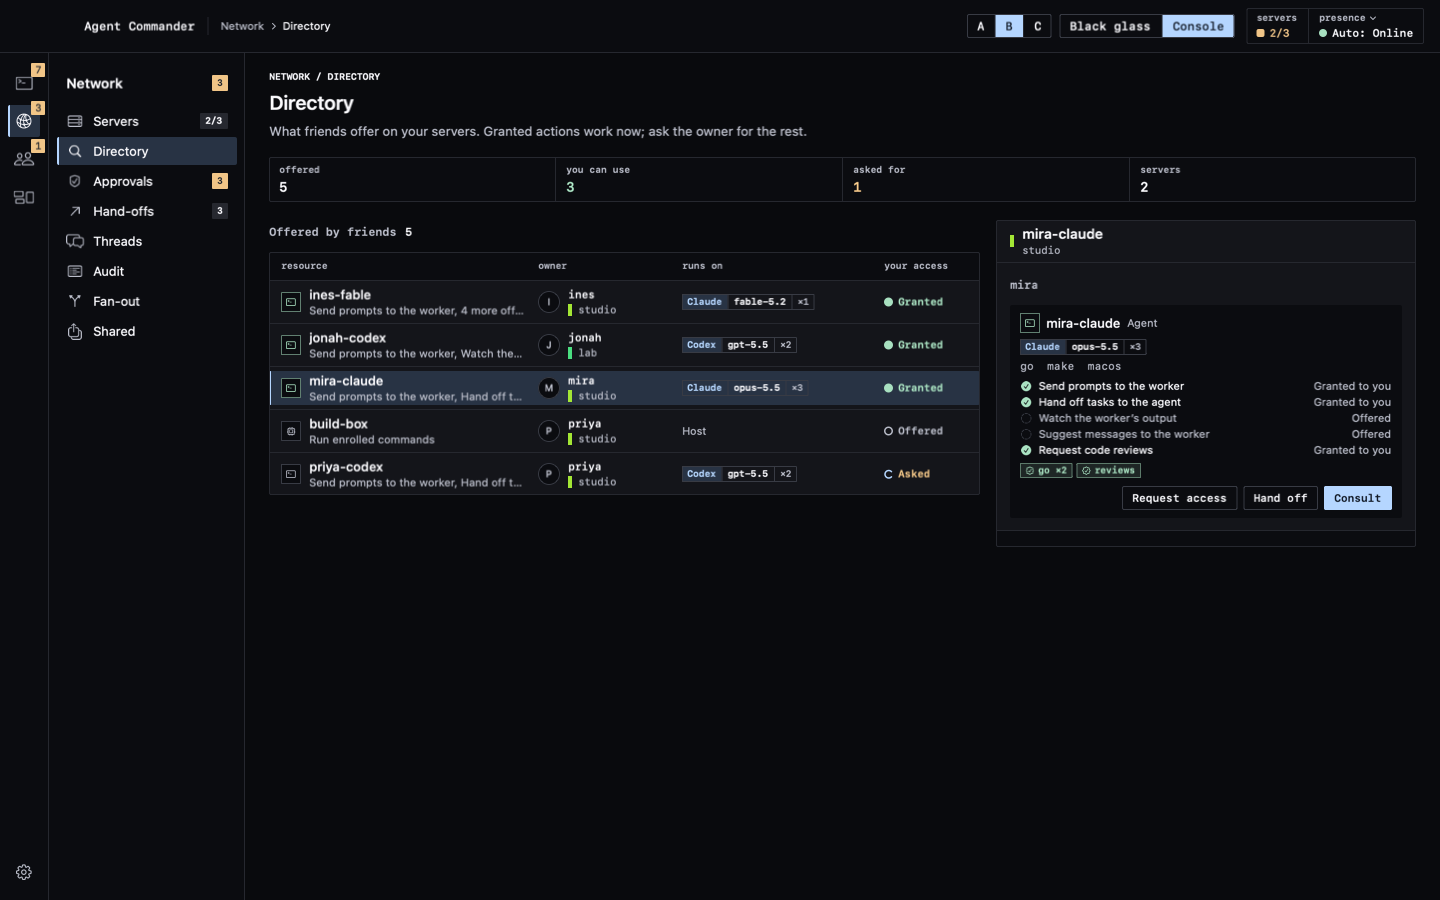 Agent Commander
Network > Directory
A B C
Black glass Console
servers
2/3
presence
Auto: Online
7
3
1
Network 3
Servers 2/3
Directory
Approvals 3
Hand-offs 3
Threads
Audit
Fan-out
Shared
NETWORK / DIRECTORY
Directory
What friends offer on your servers. Granted actions work now; ask the owner for the rest.
offered
5
you can use
3
asked for
1
servers
2
Offered by friends 5
resource owner runs on your access
ines-fable
Send prompts to the worker, 4 more off...
I
ines
studio
Claude fable-5.2 ×1
Granted
jonah-codex
Send prompts to the worker, Watch the...
J
jonah
lab
Codex gpt-5.5 ×2
Granted
mira-claude
Send prompts to the worker, Hand off t...
M
mira
studio
Claude opus-5.5 ×3
Granted
build-box
Run enrolled commands
P
priya
studio
Host
Offered
priya-codex
Send prompts to the worker, Hand off t...
P
priya
studio
Codex gpt-5.5 ×2
Asked
mira-claude
studio
mira
mira-claude Agent
Claude opus-5.5 ×3
go make macos
Send prompts to the worker Granted to you
Hand off tasks to the agent Granted to you
Watch the worker's output Offered
Suggest messages to the worker Offered
Request code reviews Granted to you
go ×2 reviews
Request access Hand off Consult